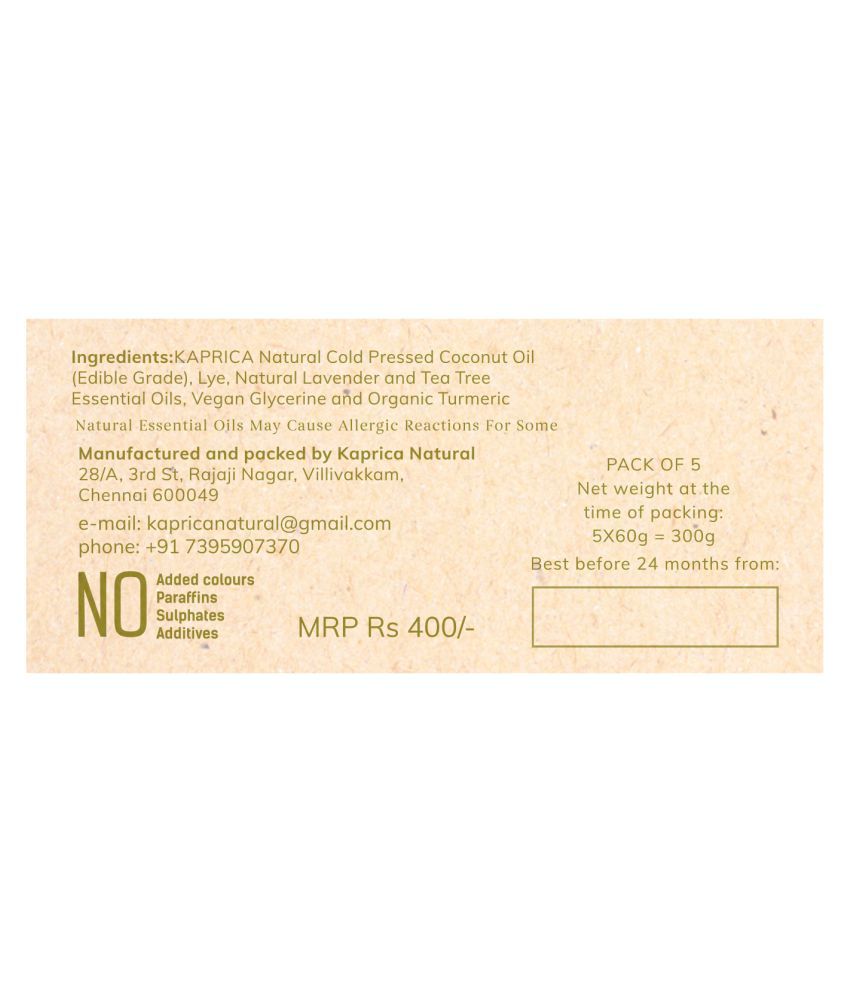 Ingredients:KAPRICA Natural Cold Pressed Coconut Oil
(Edible Grade), Lye, Natural Lavender and Tea Tree
Essential Oils, Vegan Glycerine and Organic Turmeric
Natural Essential Oils May Cause Allergic Reactions For Some
Manufactured and packed by Kaprica Natural
28/A, 3rd St, Rajaji Nagar, Villivakkam,
Chennai 600049
e-mail: kapricanatural@gmail.com
phone: +91 7395907370
NO
Added colours
Paraffins
Sulphates
Additives
MRP Rs 400/-
PACK OF 5
Net weight at the
time of packing:
5X60g = 300g
Best before 24 months from: